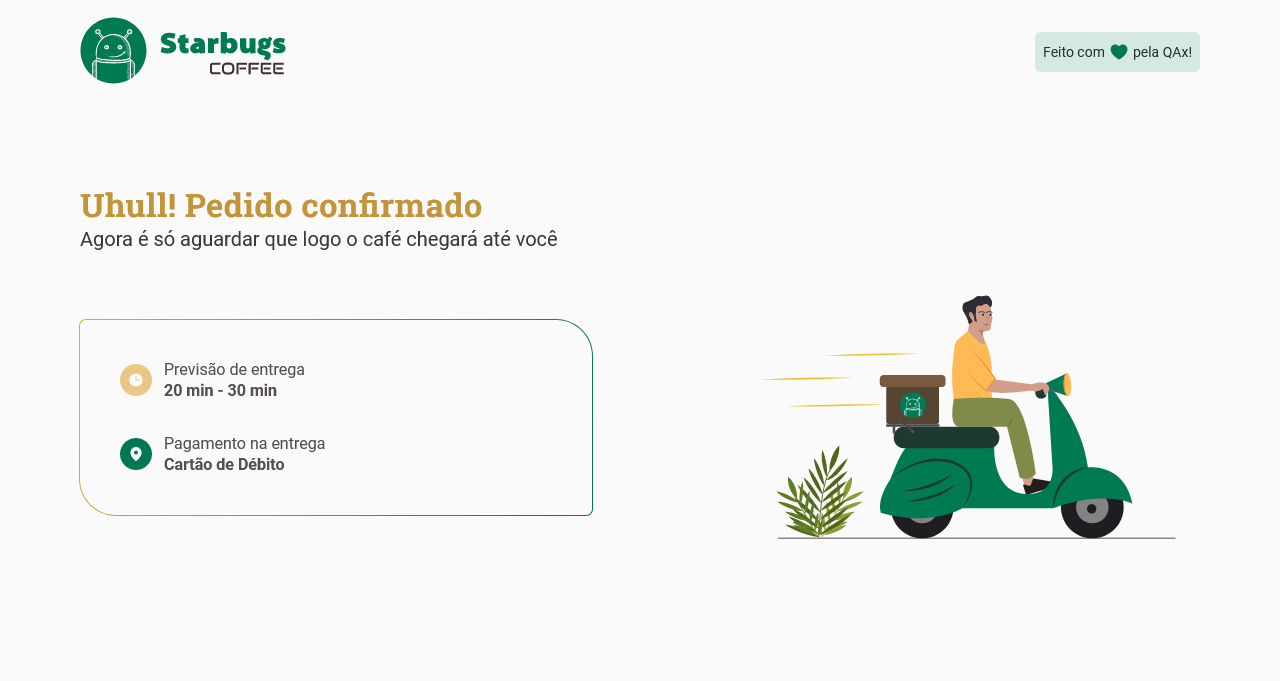 Starbugs
COFFEE
Feito com pela QAx!
Uhull! Pedido confirmado
Agora é só aguardar que logo o café chegará até você
Previsão de entrega
20 min - 30 min
Pagamento na entrega
Cartão de Débito